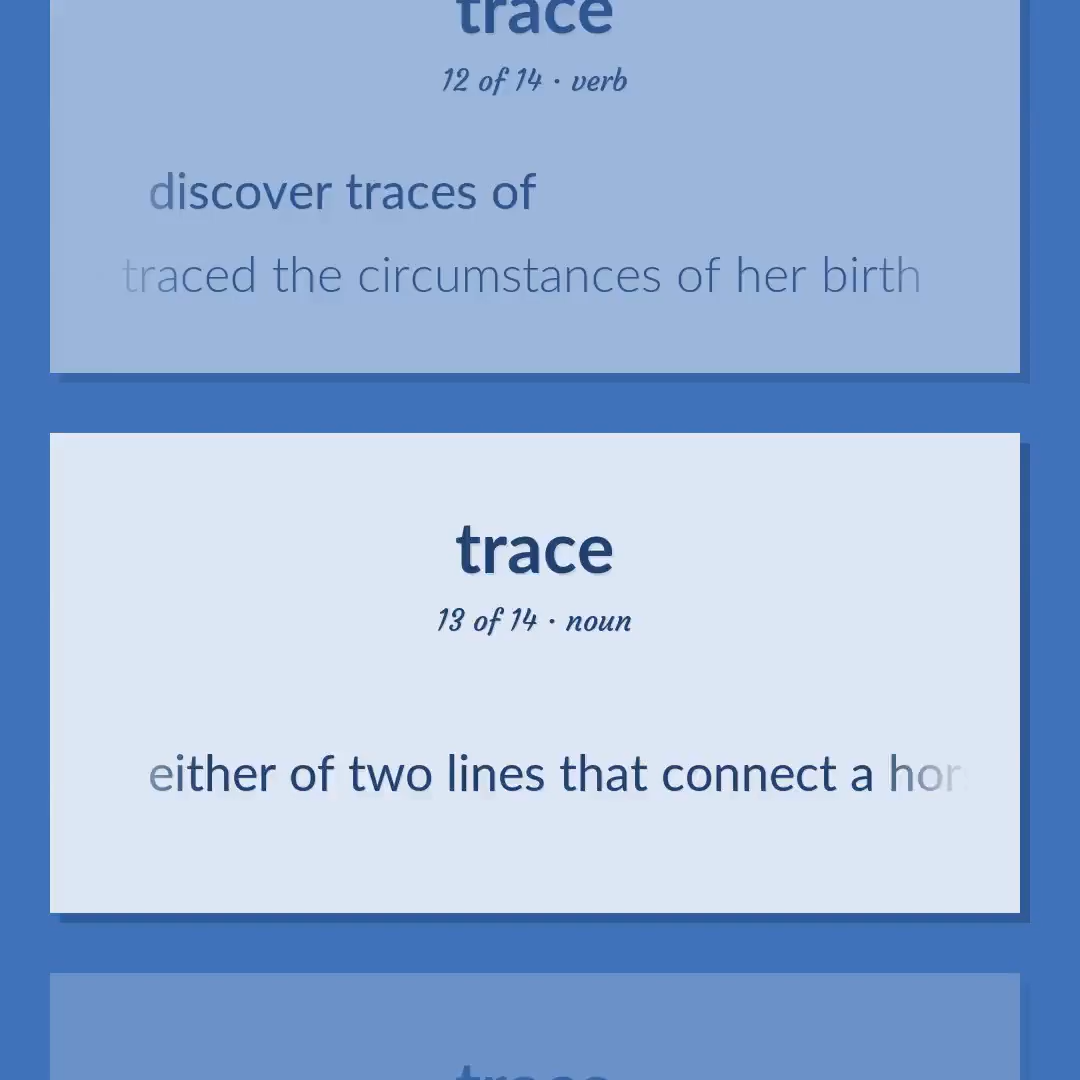 trace
12 of 14 · verb
discover traces of
traced the circumstances of her birth
trace
13 of 14 · noun
either of two lines that connect a hor
trace